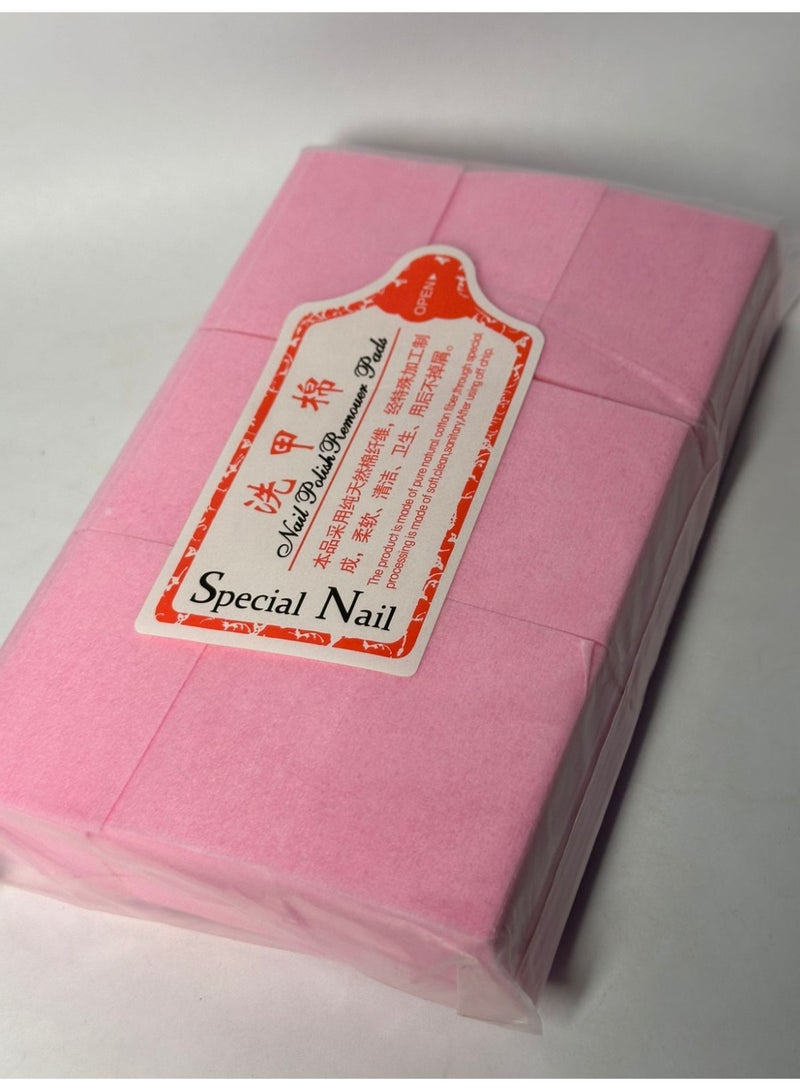 OPEN
洗甲棉
Nail Polish Remouex Pads
本品采用纯天然棉纤维，经特殊加工制
成，柔软、清洁、卫生、用后不掉屑。
The product is made of pure natural cotton fiber,through special
processing is made of soft,clean,sanitary,After using off chip.
Special Nail